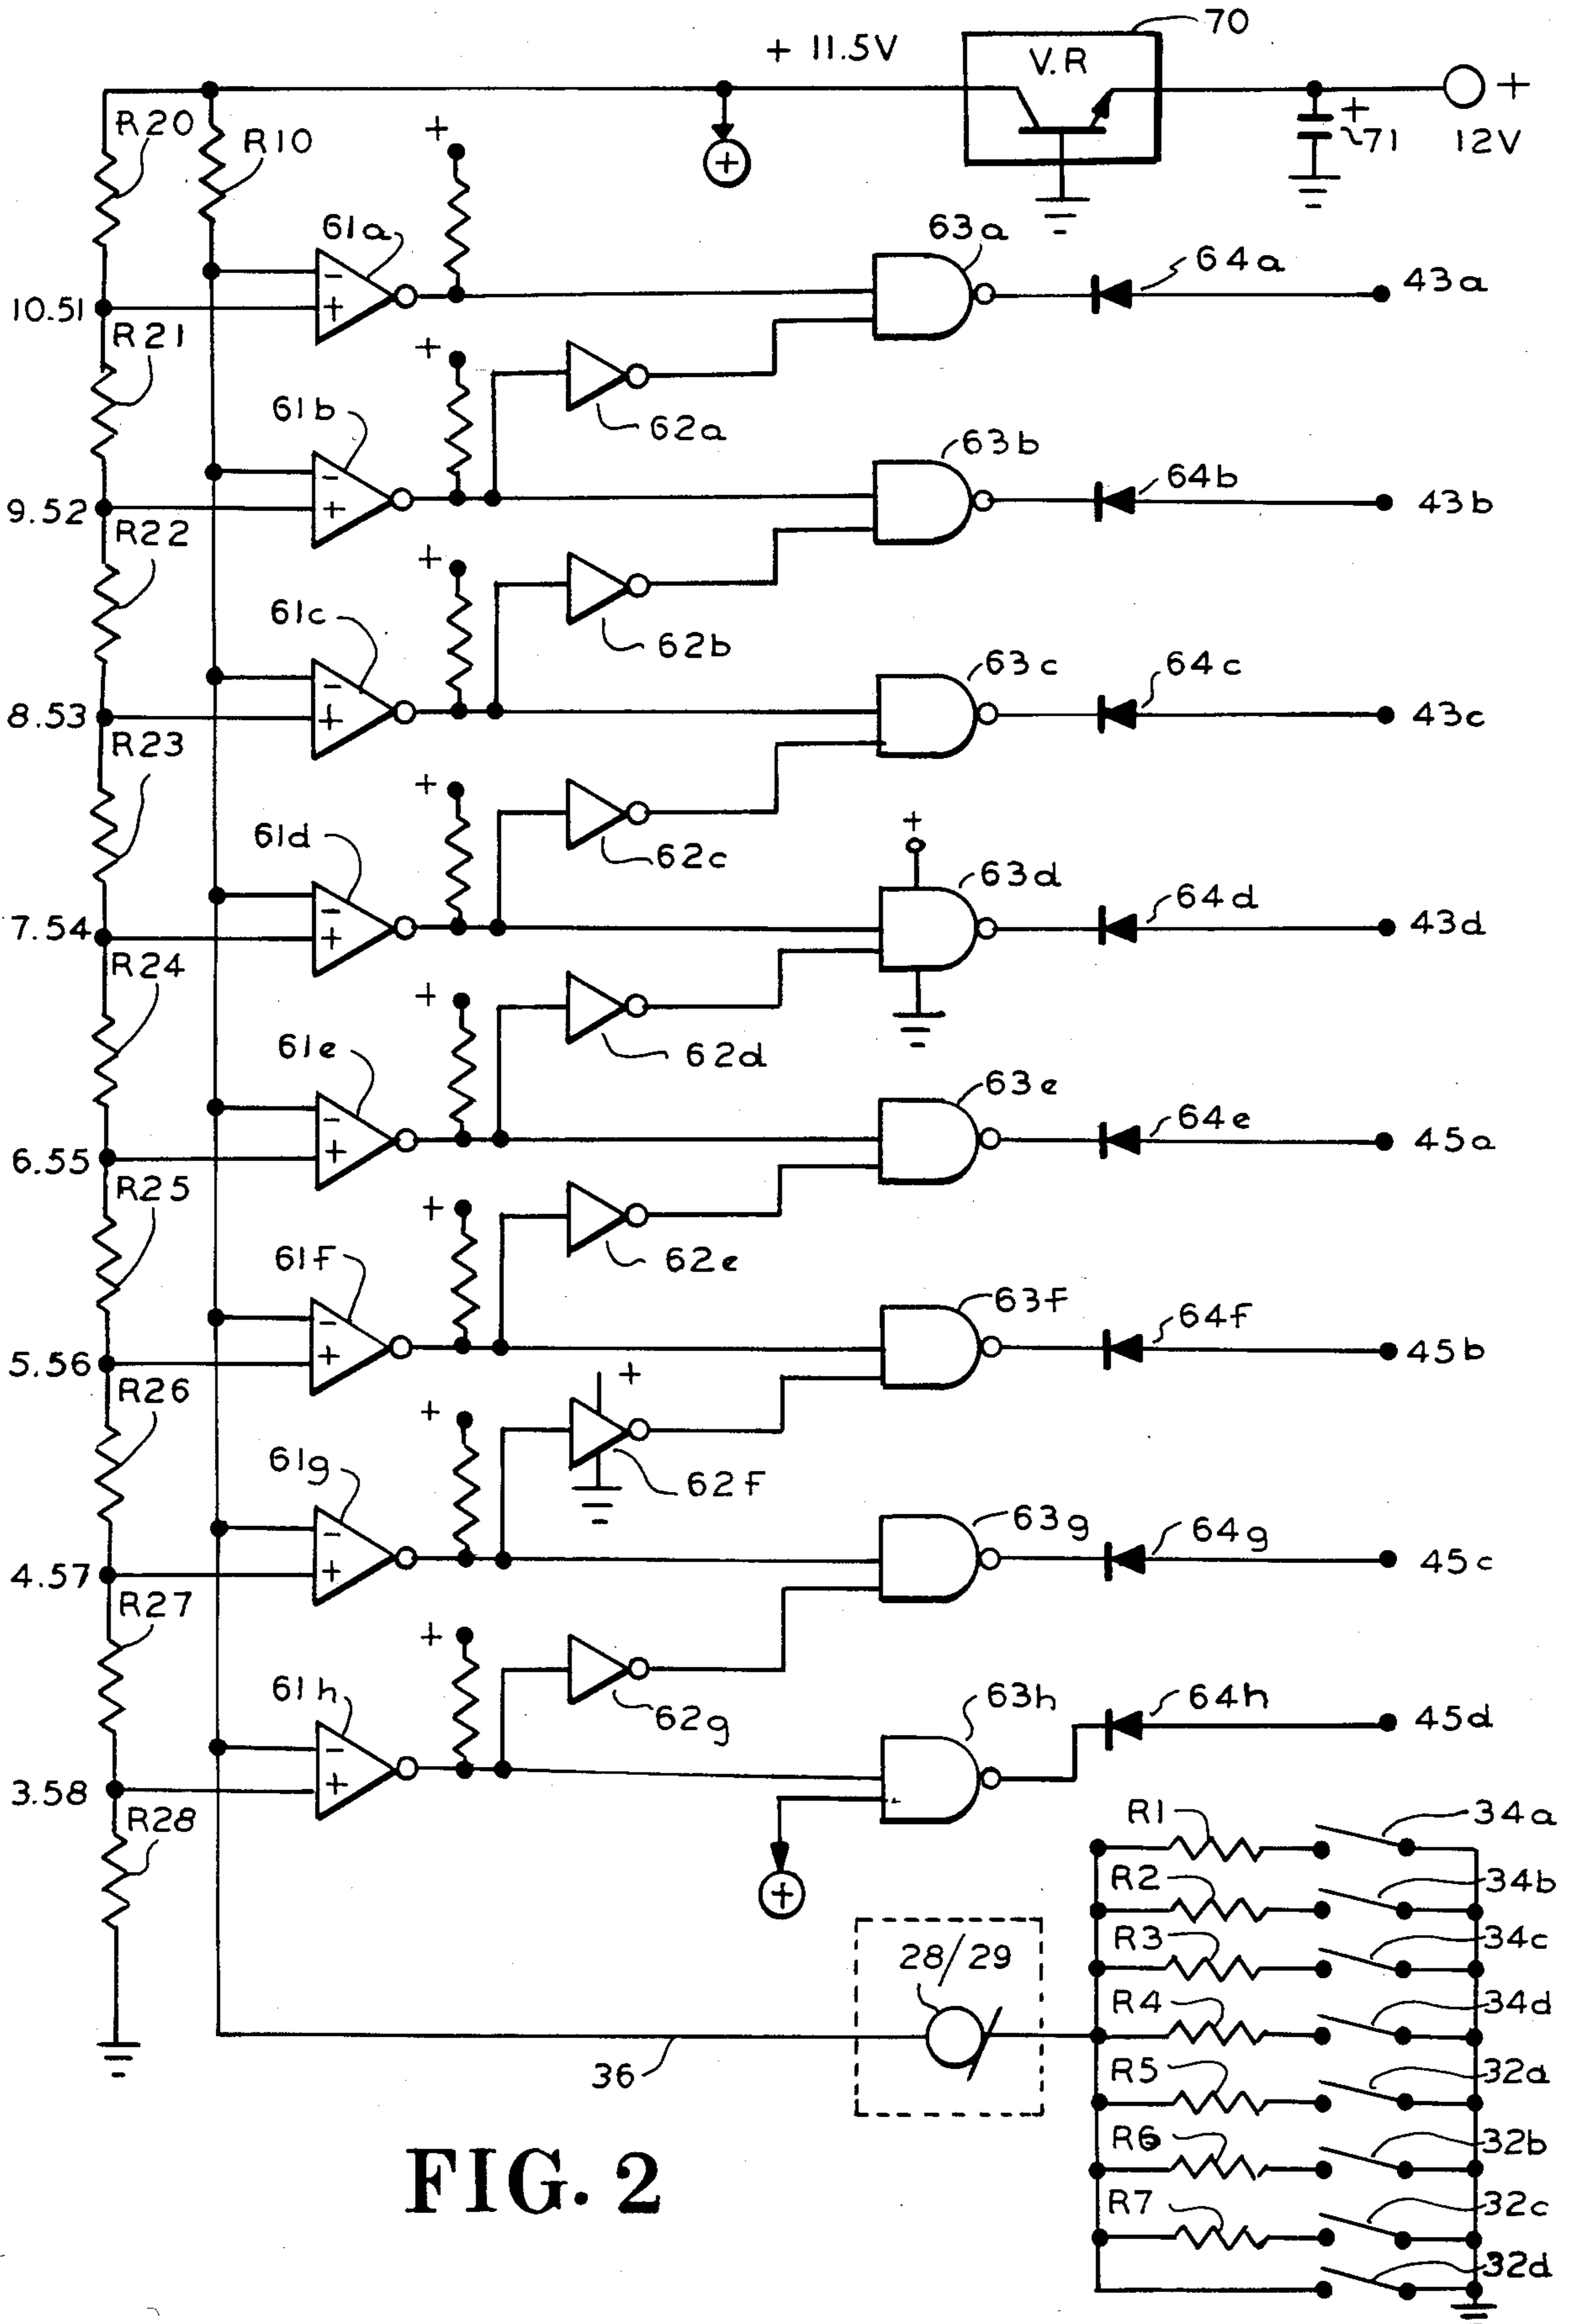 70
+ 11.5V
V.R
+
R20
R10
+
+
71
12V
+
61a
63a
64a
-
+
10.51
43a
R21
+
61b
62a
63b
64b
-
+
9.52
43b
R22
+
61c
62b
63c
64c
-
+
8.53
43c
R23
+
61d
62c
+
63d
64d
-
+
7.54
43d
R24
+
61e
62d
63e
64e
-
+
6.55
45a
R25
+
61f
62e
63f
64f
-
+
5.56
45b
R26
+
+
61g
62f
63g
64g
-
+
4.57
45c
R27
+
61h
62g
63h
64h
-
+
45d
3.58
R28
R1
34a
+
R2
34b
28/29
R3
34c
R4
34d
36
R5
32a
R6
32b
R7
32c
32d
FIG. 2